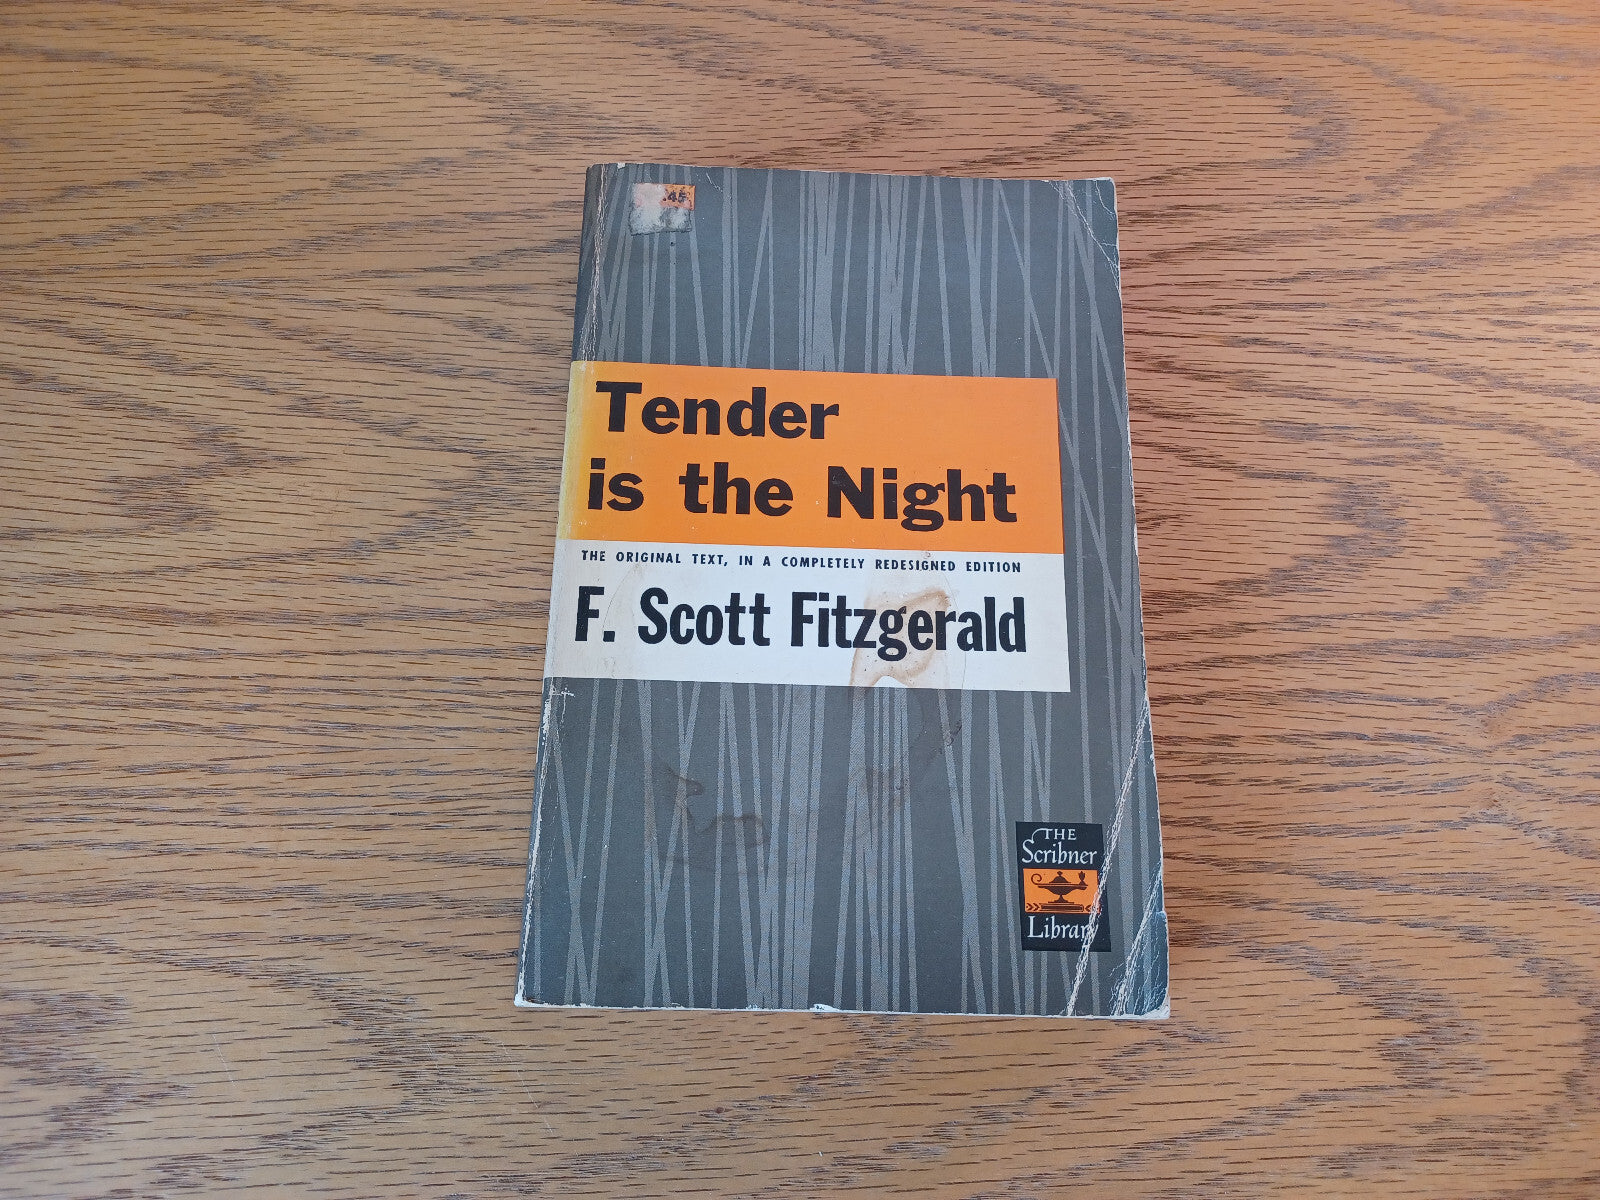 .45
Tender
is the Night
THE ORIGINAL TEXT, IN A COMPLETELY REDESIGNED EDITION
F. Scott Fitzgerald
THE
Scribner
Library